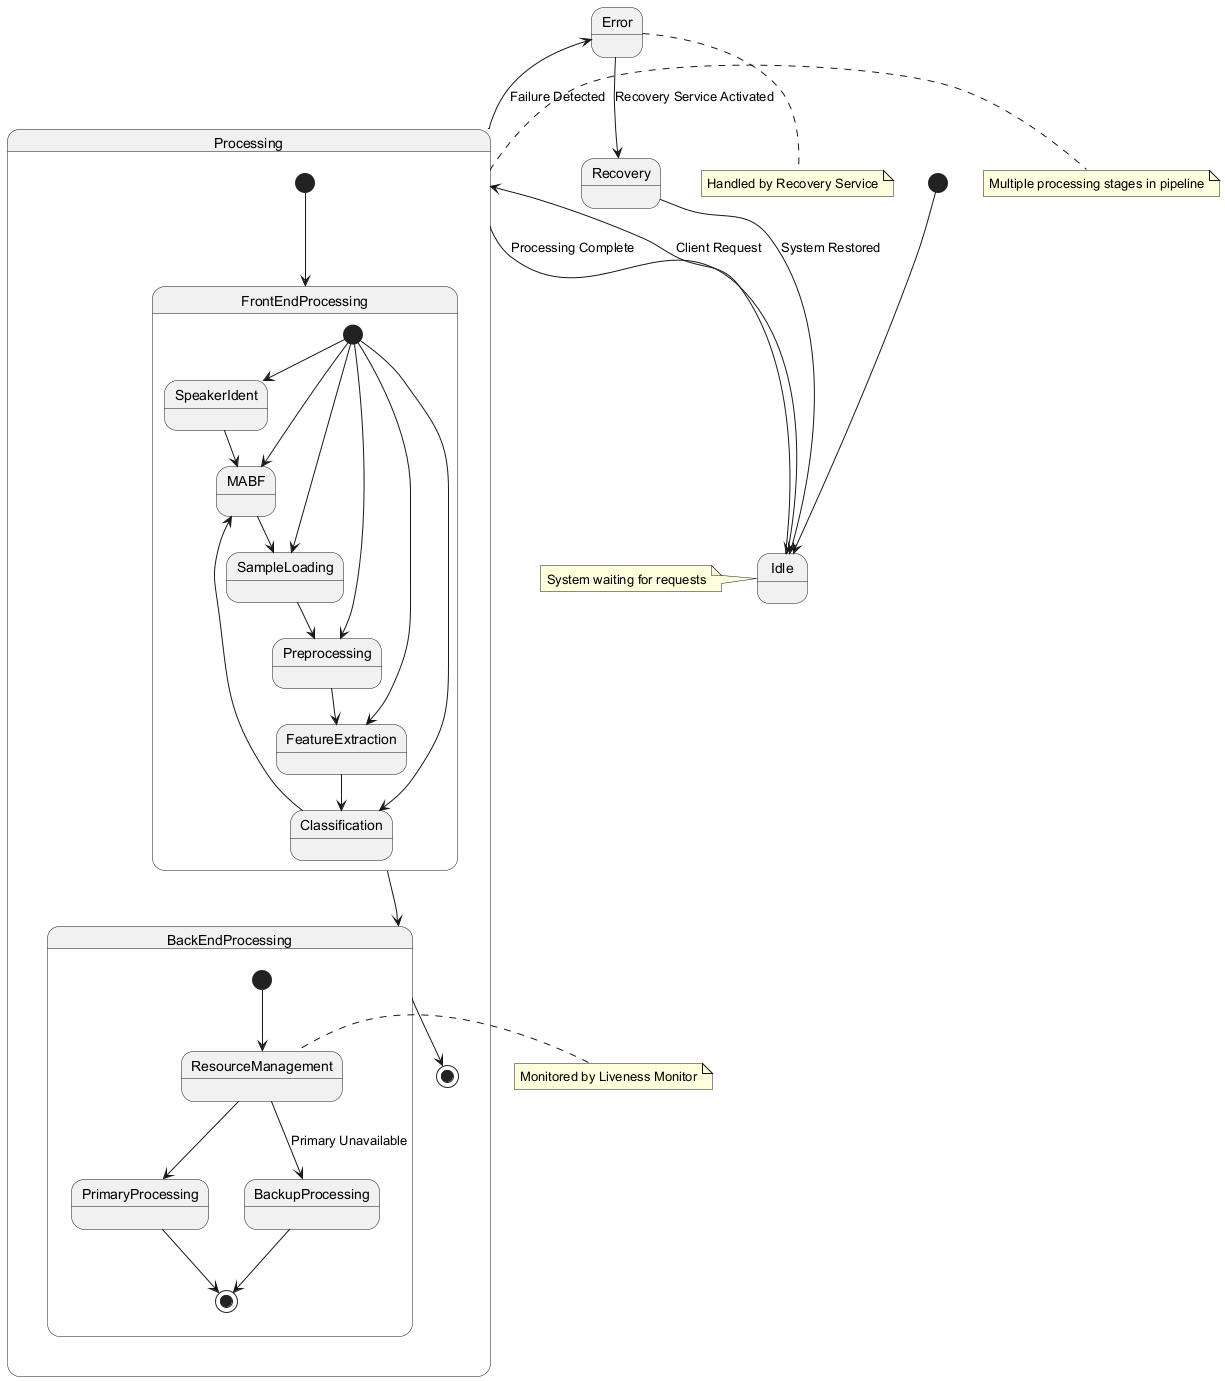 Error
Failure Detected
Recovery Service Activated
Processing
Recovery
Handled by Recovery Service
Multiple processing stages in pipeline
Processing Complete
Client Request
System Restored
FrontEndProcessing
SpeakerIdent
MABF
SampleLoading
Idle
System waiting for requests
Preprocessing
FeatureExtraction
Classification
BackEndProcessing
ResourceManagement
Monitored by Liveness Monitor
Primary Unavailable
PrimaryProcessing
BackupProcessing